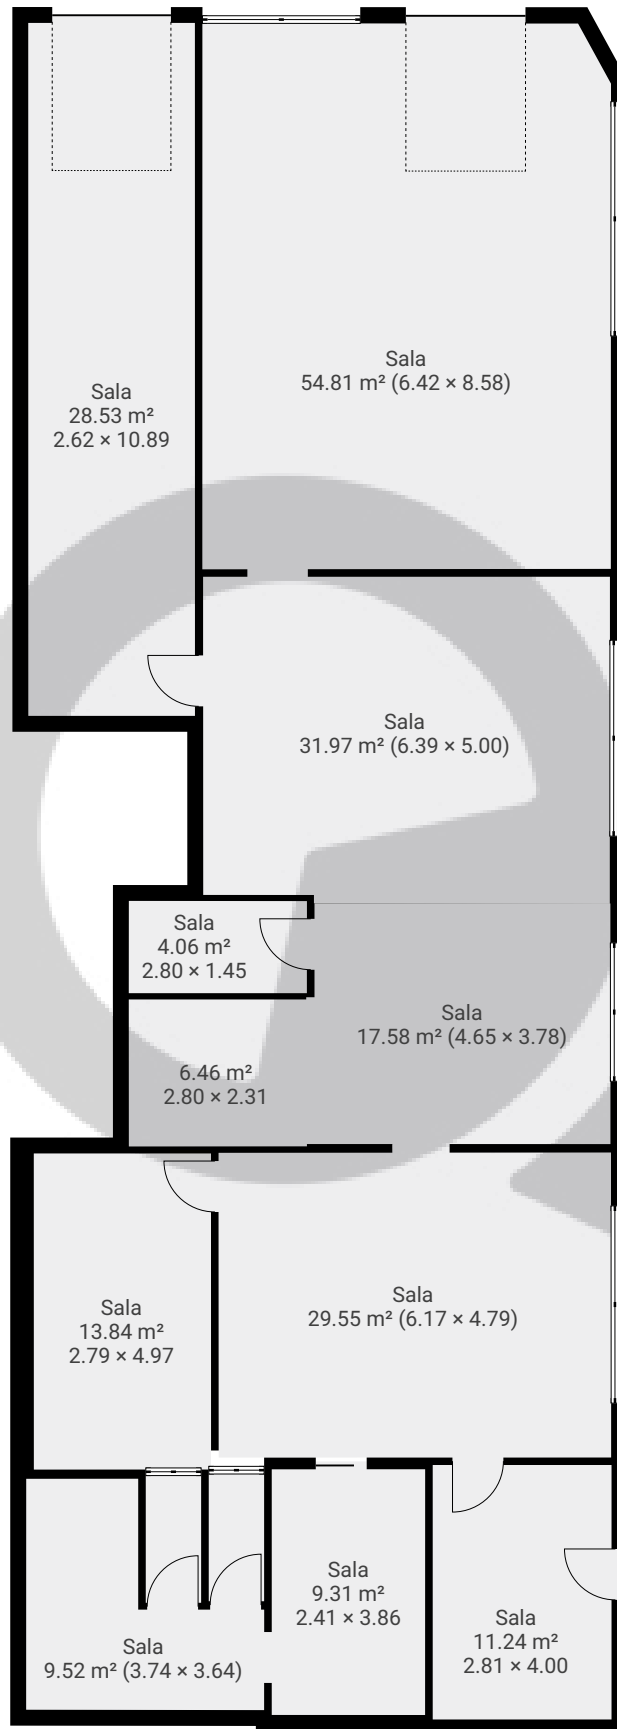 Sala
54.81 m² (6.42 × 8.58)
Sala
28.53 m²
2.62 × 10.89
Sala
31.97 m² (6.39 × 5.00)
Sala
4.06 m²
2.80 × 1.45
Sala
17.58 m² (4.65 × 3.78)
6.46 m²
2.80 × 2.31
Sala
29.55 m² (6.17 × 4.79)
Sala
13.84 m²
2.79 × 4.97
Sala
9.31 m²
2.41 × 3.86
Sala
11.24 m²
2.81 × 4.00
Sala
9.52 m² (3.74 × 3.64)